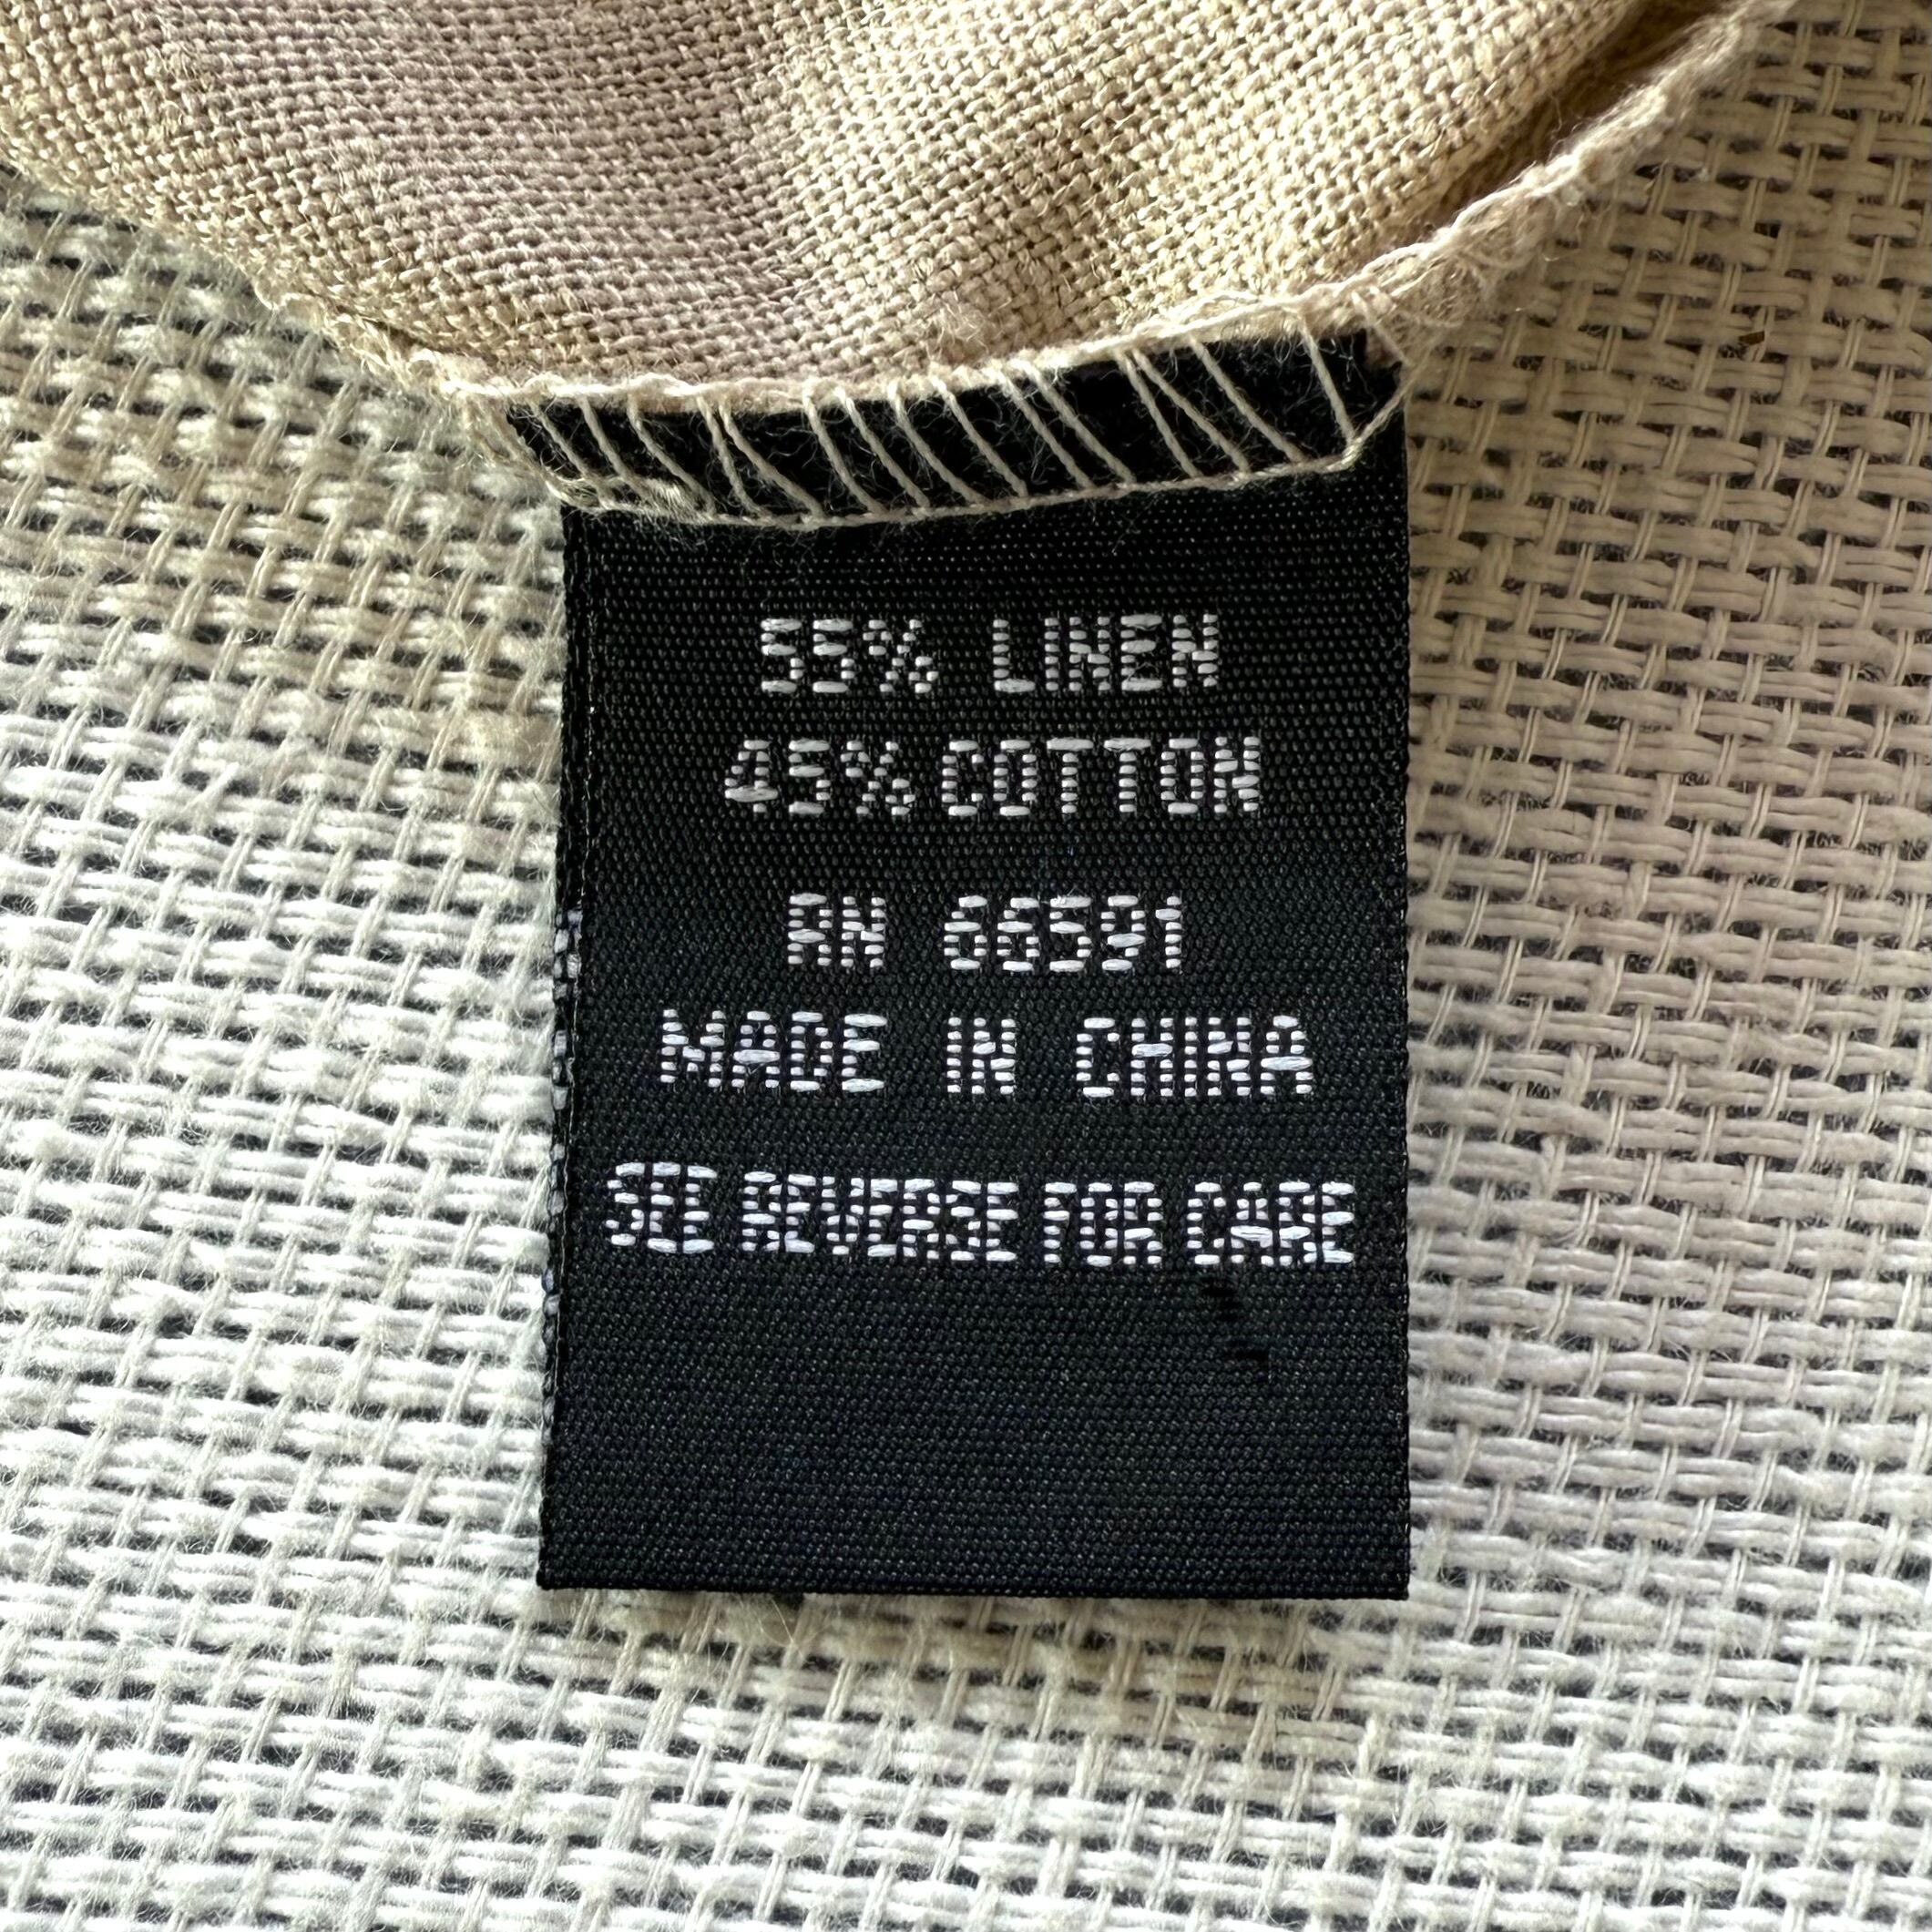 55% LINEN
45% COTTON
RN 66591
MADE IN CHINA
SEE REVERSE FOR CARE